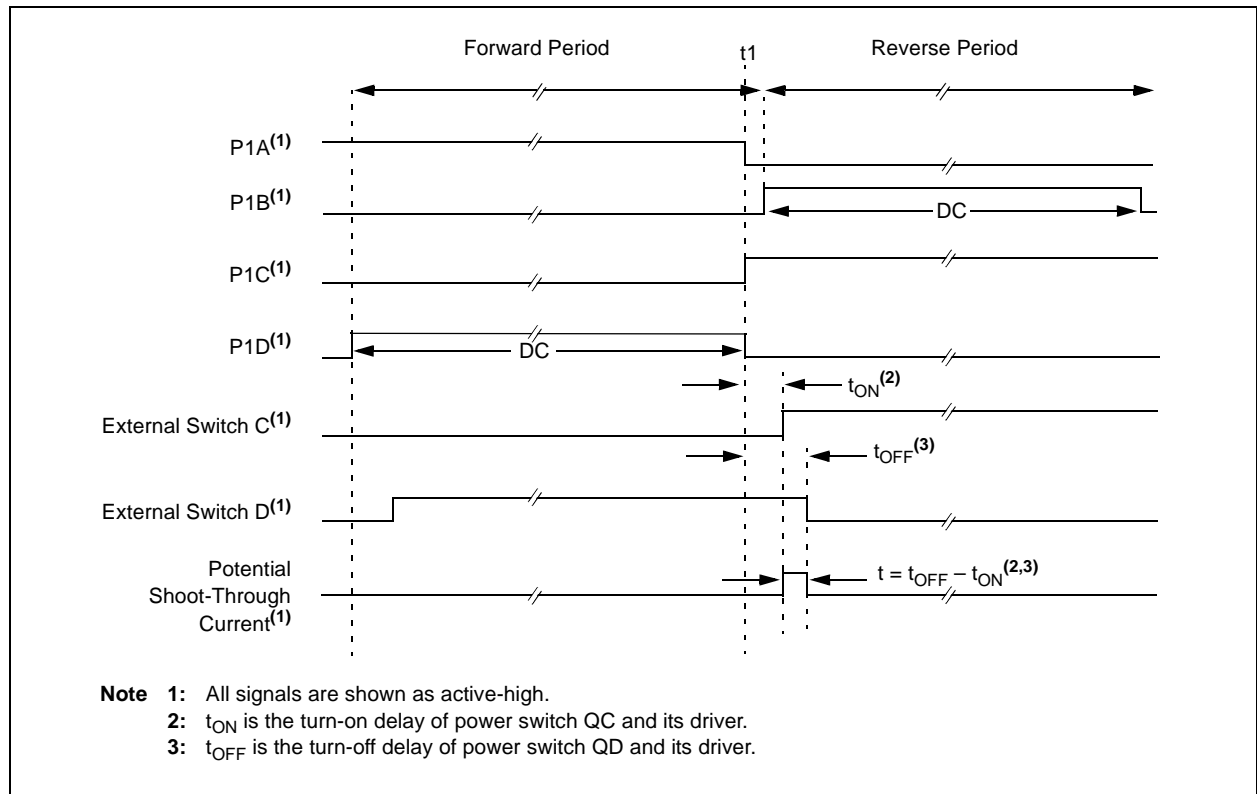 Forward Period
t1
Reverse Period
P1A(1)
P1B(1)
DC
P1C(1)
P1D(1)
DC
tON(2)
External Switch C(1)
tOFF(3)
External Switch D(1)
Potential
Shoot-Through
Current(1)
t = tOFF – tON(2,3)
Note 1: All signals are shown as active-high.
2: tON is the turn-on delay of power switch QC and its driver.
3: tOFF is the turn-off delay of power switch QD and its driver.